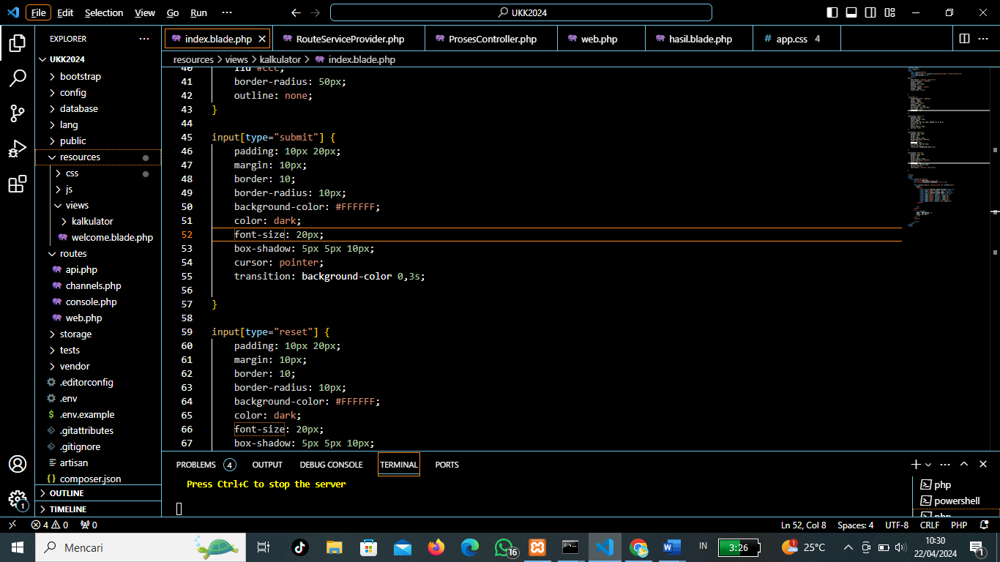 File Edit Selection View Go Run ··· UKK2024
EXPLORER ···
UKK2024
bootstrap
config
database
lang
public
resources
css
js
views
kalkulator
welcome.blade.php
routes
api.php
channels.php
console.php
web.php
storage
tests
vendor
.editorconfig
.env
.env.example
.gitattributes
.gitignore
artisan
composer.json
OUTLINE
TIMELINE
index.blade.php RouteServiceProvider.php ProsesController.php web.php hasil.blade.php app.css 4
resources > views > kalkulator > index.blade.php
41 border-radius: 50px;
42 outline: none;
43 }
44
45 input[type="submit"] {
46 padding: 10px 20px;
47 margin: 10px;
48 border: 10;
49 border-radius: 10px;
50 background-color: #FFFFFF;
51 color: dark;
52 font-size: 20px;
53 box-shadow: 5px 5px 10px;
54 cursor: pointer;
55 transition: background-color 0,3s;
56
57 }
58
59 input[type="reset"] {
60 padding: 10px 20px;
61 margin: 10px;
62 border: 10;
63 border-radius: 10px;
64 background-color: #FFFFFF;
65 color: dark;
66 font-size: 20px;
67 box-shadow: 5px 5px 10px;
PROBLEMS 4 OUTPUT DEBUG CONSOLE TERMINAL PORTS
Press Ctrl+C to stop the server
php
powershell
php
1
4 0 0 Ln 52, Col 8 Spaces: 4 UTF-8 CRLF PHP
Mencari 16 IN 3:26 1 25°C 10:30
22/04/2024 1